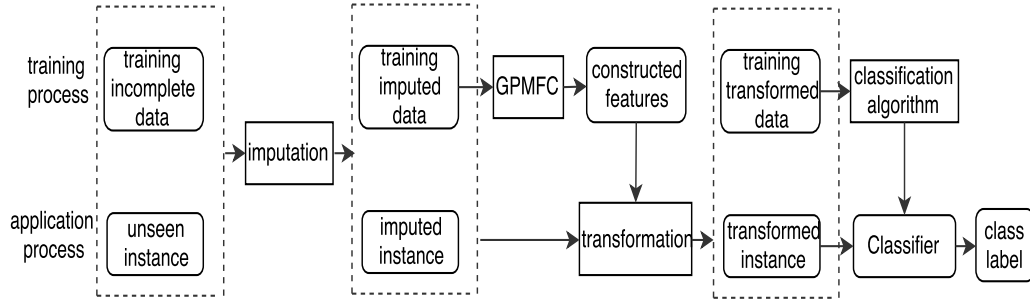 training
process
training
incomplete
data
imputation
training
imputed
data
GPMFC
constructed
features
training
transformed
data
classification
algorithm
application
process
unseen
instance
imputed
instance
transformation
transformed
instance
Classifier
class
label